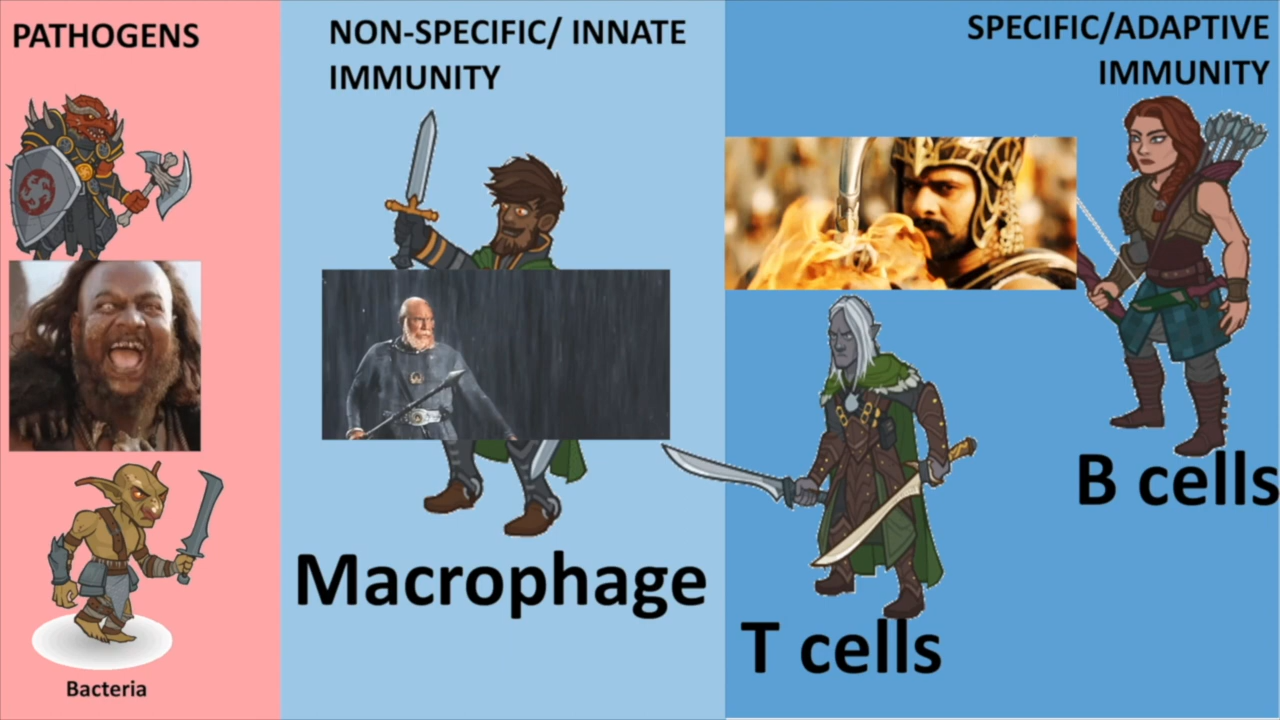 PATHOGENS
NON-SPECIFIC/ INNATE
IMMUNITY
SPECIFIC/ADAPTIVE
IMMUNITY
B cells
Macrophage
T cells
Bacteria